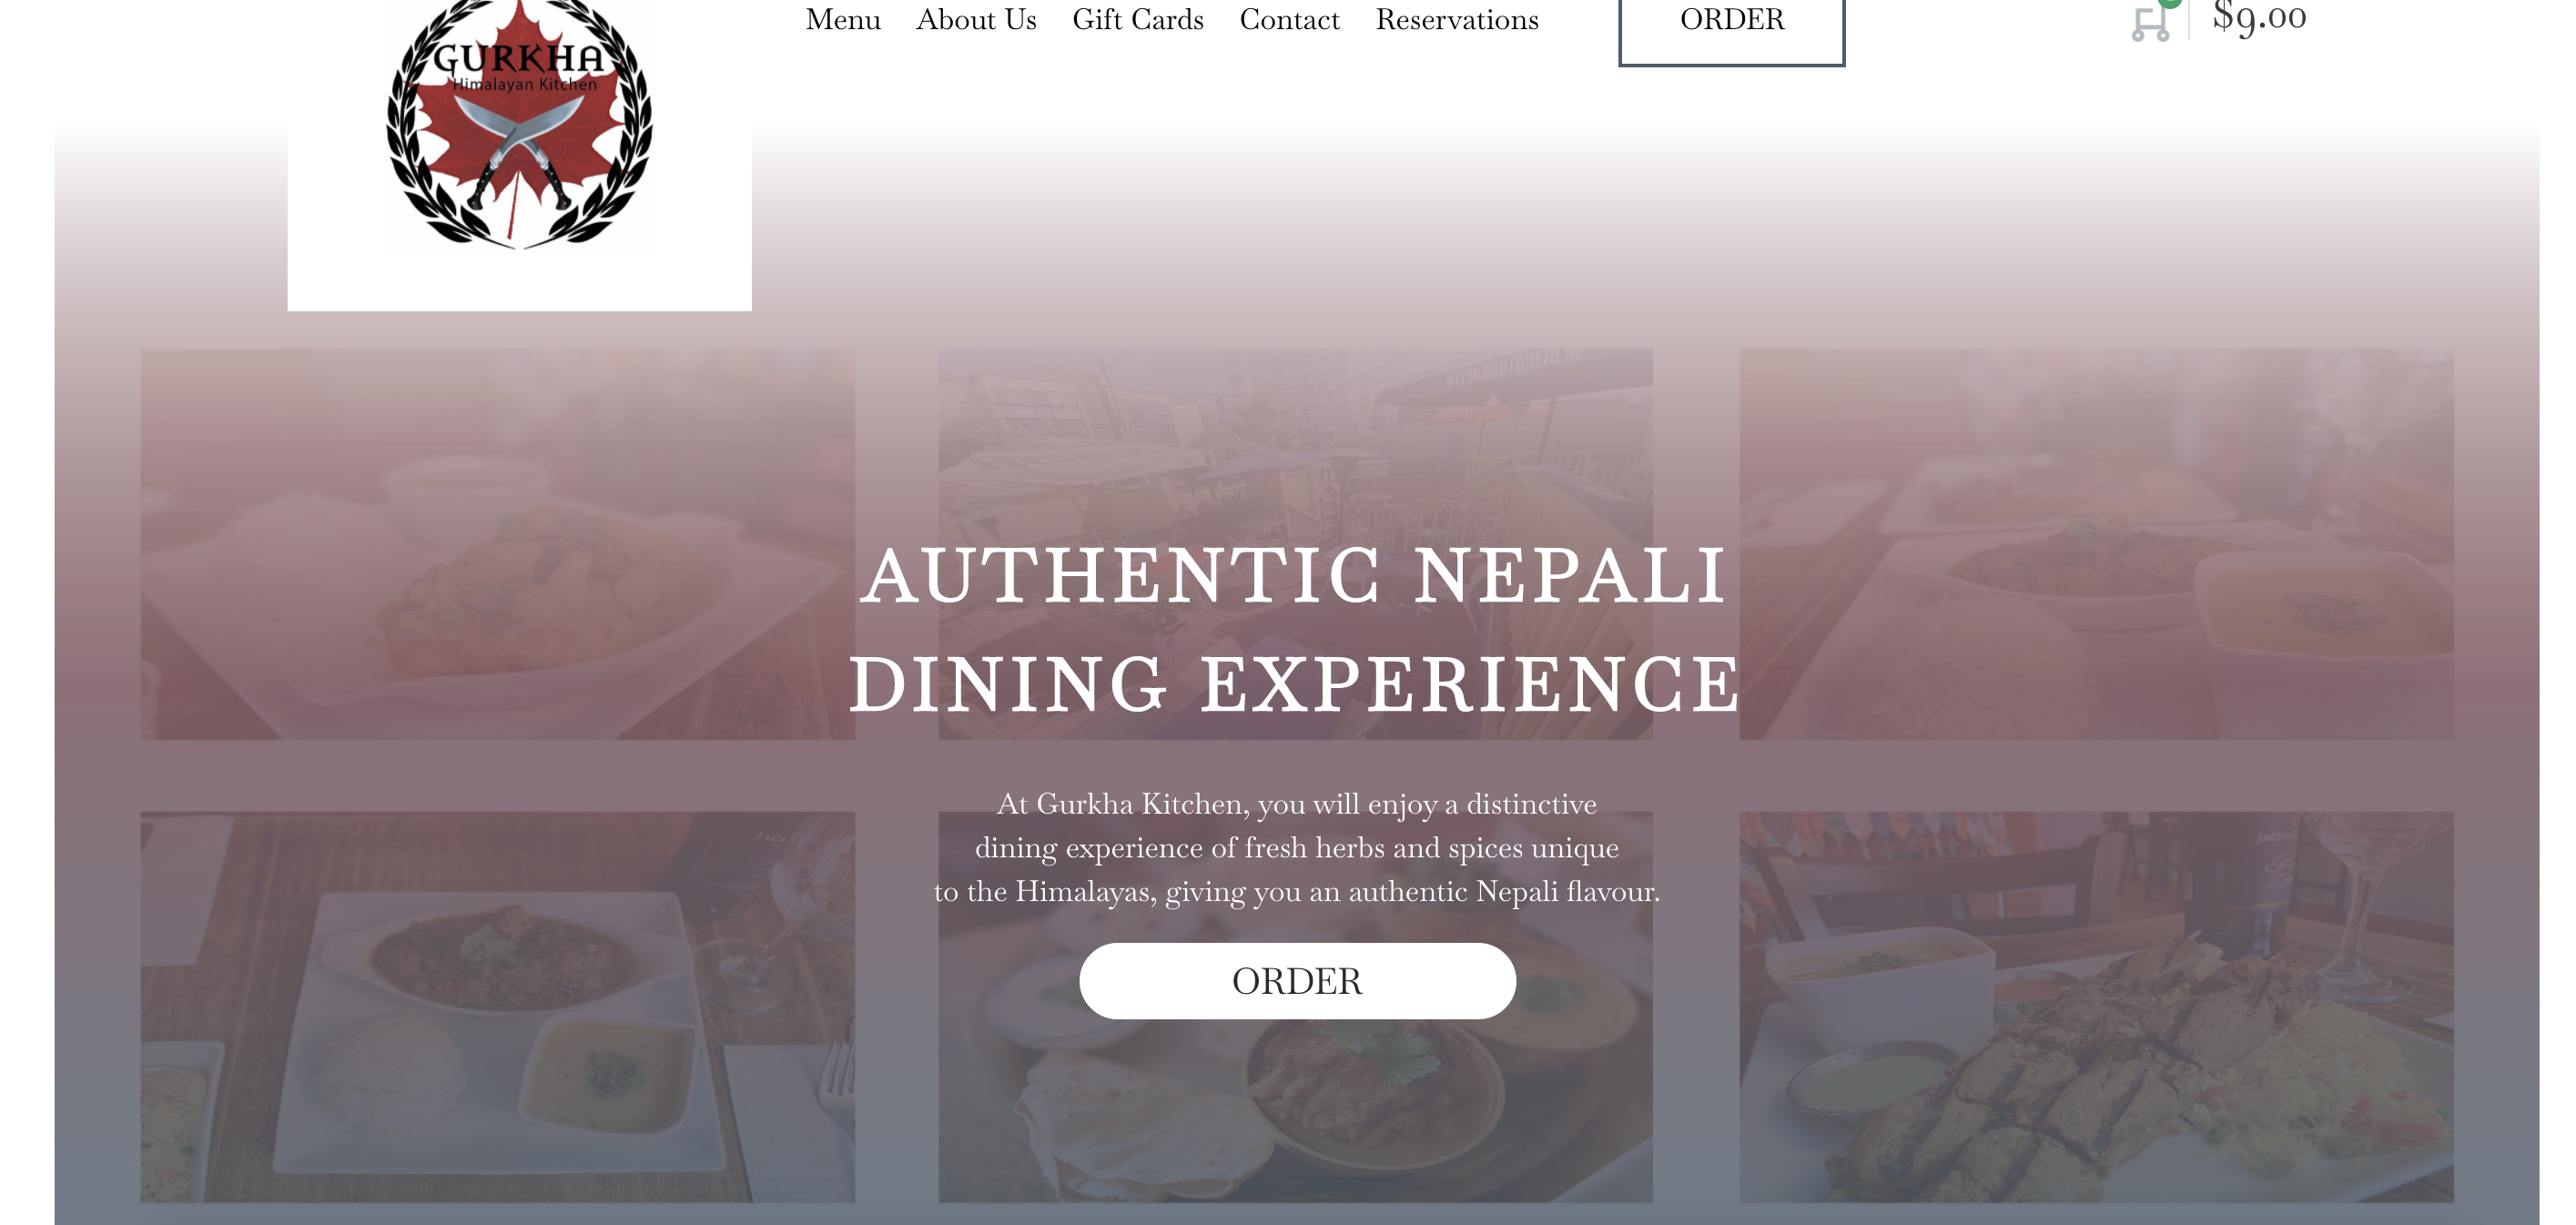 GURKHA
Himalayan Kitchen
Menu About Us Gift Cards Contact Reservations ORDER $9.00
#ITSGOODTOBEHERE
AUTHENTIC NEPALI
DINING EXPERIENCE
At Gurkha Kitchen, you will enjoy a distinctive
dining experience of fresh herbs and spices unique
to the Himalayas, giving you an authentic Nepali flavour.
ORDER